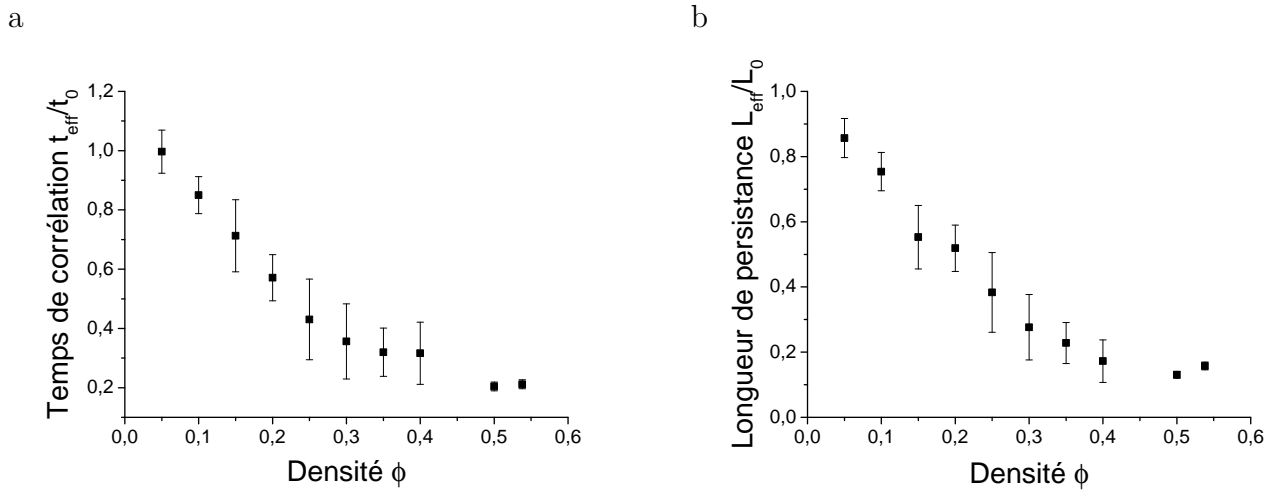 a
b
Temps de corrélation t_eff/t_0
1,2
1,0
0,8
0,6
0,4
0,2
0,0 0,1 0,2 0,3 0,4 0,5 0,6
Densité ϕ
Longueur de persistance L_eff/L_0
1,0
0,8
0,6
0,4
0,2
0,0
0,0 0,1 0,2 0,3 0,4 0,5 0,6
Densité ϕ